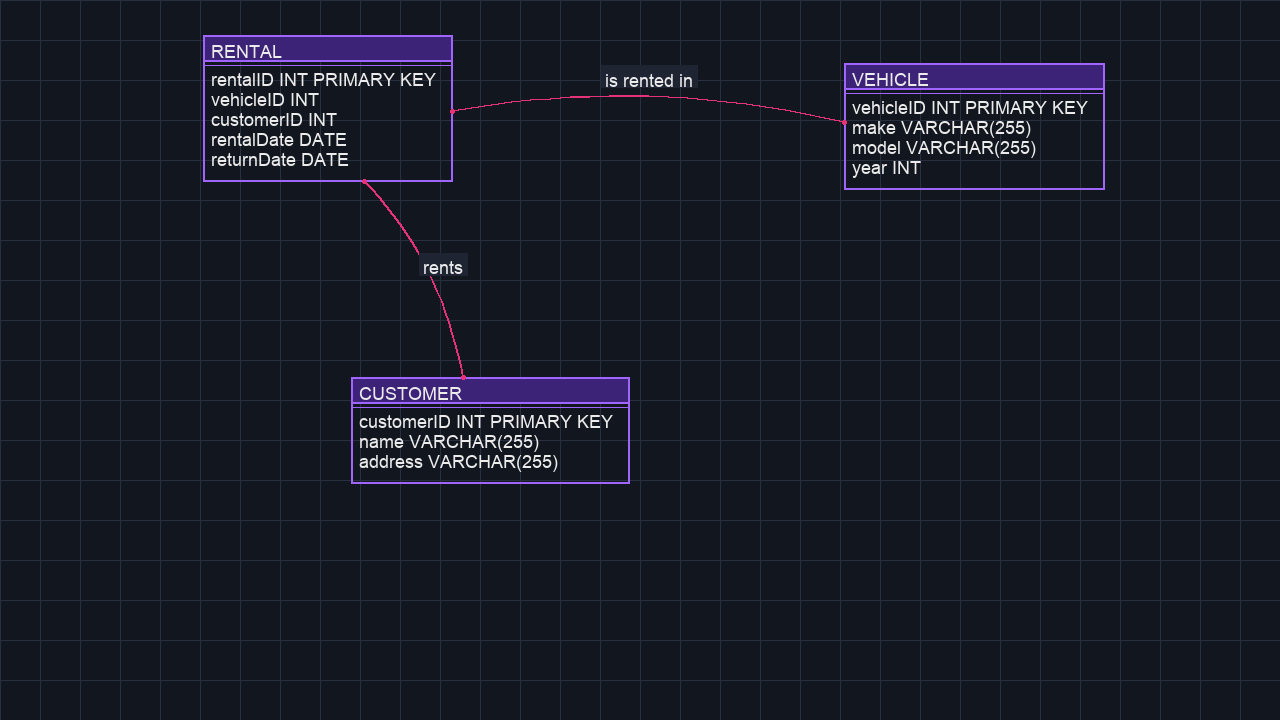 RENTAL
rentalID INT PRIMARY KEY
vehicleID INT
customerID INT
rentalDate DATE
returnDate DATE
is rented in
VEHICLE
vehicleID INT PRIMARY KEY
make VARCHAR(255)
model VARCHAR(255)
year INT
rents
CUSTOMER
customerID INT PRIMARY KEY
name VARCHAR(255)
address VARCHAR(255)